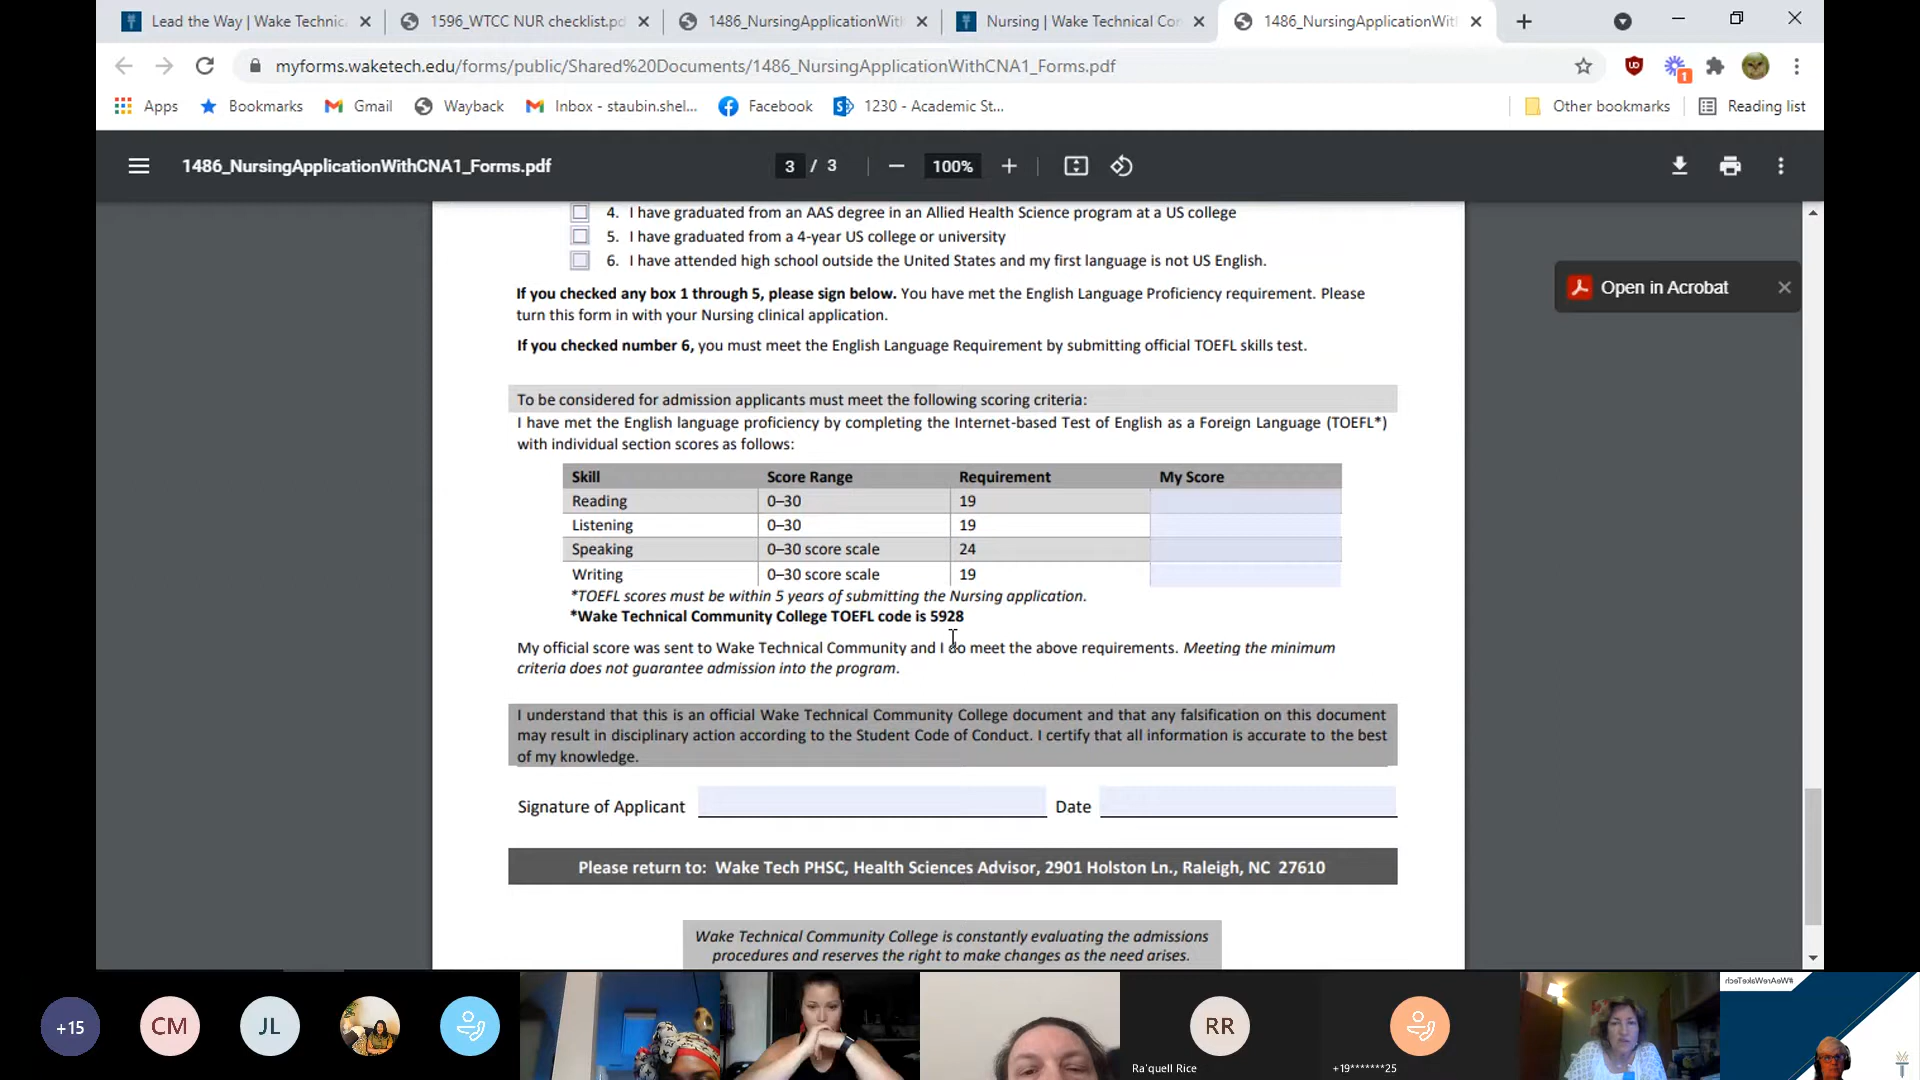 Lead the Way | Wake Technic
1596_WTCC NUR checklist.pd
1486_NursingApplicationWith
Nursing | Wake Technical Co
1486_NursingApplicationWit
myforms.waketech.edu/forms/public/Shared%20Documents/1486_NursingApplicationWithCNA1_Forms.pdf
1
Apps
Bookmarks
Gmail
Wayback
Inbox - staubin.shel...
Facebook
1230 - Academic St...
Other bookmarks
Reading list
1486_NursingApplicationWithCNA1_Forms.pdf
3 / 3
100%
Open in Acrobat
4. I have graduated from an AAS degree in an Allied Health Science program at a US college
5. I have graduated from a 4-year US college or university
6. I have attended high school outside the United States and my first language is not US English.
If you checked any box 1 through 5, please sign below. You have met the English Language Proficiency requirement. Please
turn this form in with your Nursing clinical application.
If you checked number 6, you must meet the English Language Requirement by submitting official TOEFL skills test.
To be considered for admission applicants must meet the following scoring criteria:
I have met the English language proficiency by completing the Internet-based Test of English as a Foreign Language (TOEFL*)
with individual section scores as follows:
Skill Score Range Requirement My Score
Reading 0–30 19
Listening 0–30 19
Speaking 0–30 score scale 24
Writing 0–30 score scale 19
*TOEFL scores must be within 5 years of submitting the Nursing application.
*Wake Technical Community College TOEFL code is 5928
My official score was sent to Wake Technical Community and I do meet the above requirements. Meeting the minimum
criteria does not guarantee admission into the program.
I understand that this is an official Wake Technical Community College document and that any falsification on this document
may result in disciplinary action according to the Student Code of Conduct. I certify that all information is accurate to the best
of my knowledge.
Signature of Applicant Date
Please return to: Wake Tech PHSC, Health Sciences Advisor, 2901 Holston Ln., Raleigh, NC 27610
Wake Technical Community College is constantly evaluating the admissions
procedures and reserves the right to make changes as the need arises.
+15
CM
JL
RR
Ra'quell Rice
+19*******25
#WeAreWakeTech